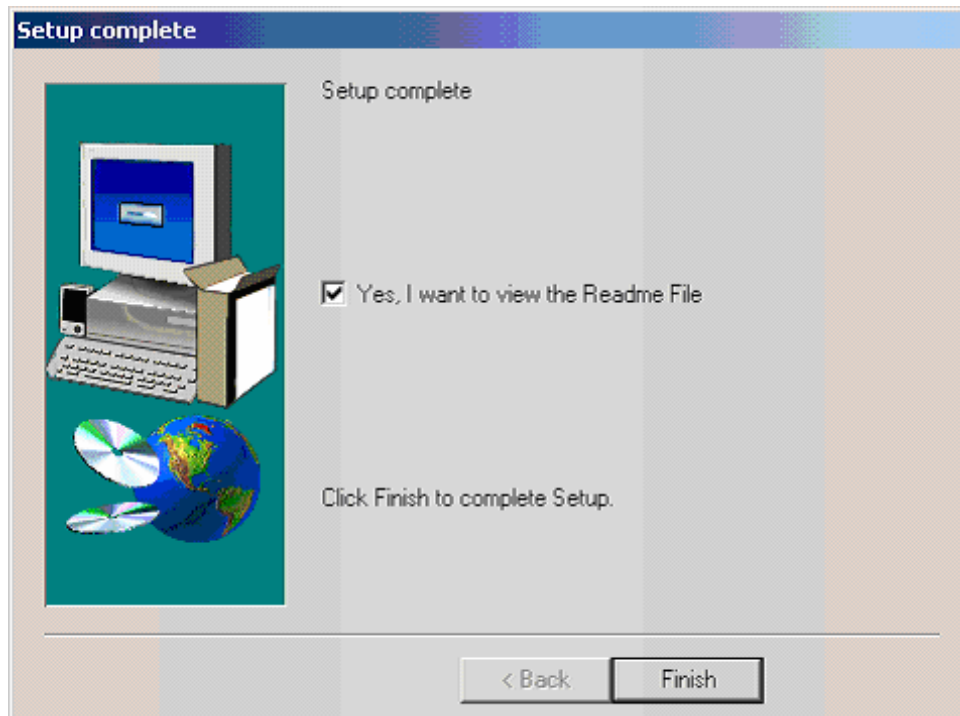 Setup complete
Setup complete
Yes, I want to view the Readme File
Click Finish to complete Setup.
< Back
Finish